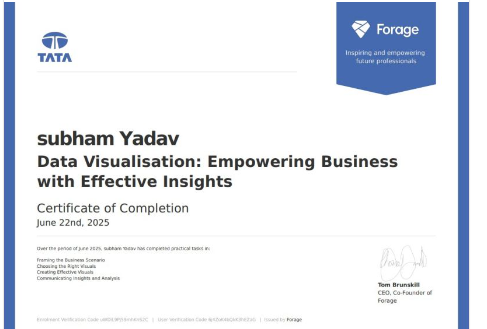 TATA
Forage
Inspiring and empowering
future professionals
subham Yadav
Data Visualisation: Empowering Business
with Effective Insights
Certificate of Completion
June 22nd, 2025
Over the period of June 2025, subham Yadav has completed practical tasks in:
Framing the Business Scenario
Choosing the Right Visuals
Creating Effective Visuals
Communicating Insights and Analysis
Tom Brunskill
CEO, Co-Founder of
Forage
Enrolment Verification Code | User Verification Code | Issued by Forage